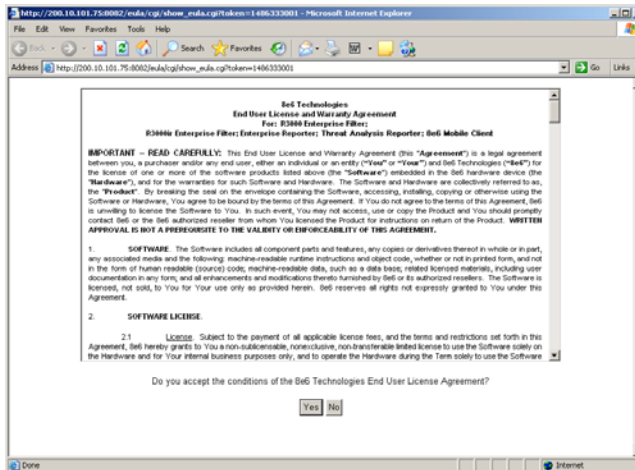 http://200.10.101.75:8082/eula/cgi/show_eula.cgi?token=1486333001 - Microsoft Internet Explorer
File Edit View Favorites Tools Help
Back Search Favorites
Address http://200.10.101.75:8082/eula/cgi/show_eula.cgi?token=1486333001 Go Links
8e6 Technologies
End User License and Warranty Agreement
For: R3000 Enterprise Filter;
R3000ir Enterprise Filter; Enterprise Reporter; Threat Analysis Reporter; 8e6 Mobile Client
IMPORTANT – READ CAREFULLY: This End User License and Warranty Agreement (this "Agreement") is a legal agreement
between you, a purchaser and/or any end user, either an individual or an entity ("You" or "Your") and 8e6 Technologies ("8e6") for
the license of one or more of the software products listed above (the "Software") embedded in the 8e6 hardware device (the
"Hardware"), and for the warranties for such Software and Hardware. The Software and Hardware are collectively referred to as,
the "Product". By breaking the seal on the envelope containing the Software, accessing, installing, copying or otherwise using the
Software or Hardware, You agree to be bound by the terms of this Agreement. If You do not agree to the terms of this Agreement, 8e6
is unwilling to license the Software to You. In such event, You may not access, use or copy the Product and You should promptly
contact 8e6 or the 8e6 authorized reseller from whom You licensed the Product for instructions on return of the Product. WRITTEN
APPROVAL IS NOT A PREREQUISITE TO THE VALIDITY OR ENFORCEABILITY OF THIS AGREEMENT.
1. SOFTWARE. The Software includes all component parts and features, any copies or derivatives thereof in whole or in part,
any associated media and the following: machine-readable runtime instructions and object code, whether or not in printed form, and not
in the form of human readable (source) code; machine-readable data, such as a data base; related licensed materials, including user
documentation in any form; and all enhancements and modifications thereto furnished by 8e6 or its authorized resellers. The Software is
licensed, not sold, to You for Your use only as provided herein. 8e6 reserves all rights not expressly granted to You under this
Agreement.
2. SOFTWARE LICENSE.
2.1 License. Subject to the payment of all applicable license fees, and the terms and restrictions set forth in this
Agreement, 8e6 hereby grants to You a non-sublicensable, nonexclusive, non-transferable limited license to use the Software solely on
the Hardware and for Your internal business purposes only, and to operate the Hardware during the Term solely to use the Software
Do you accept the conditions of the 8e6 Technologies End User License Agreement?
Yes No
Done Internet